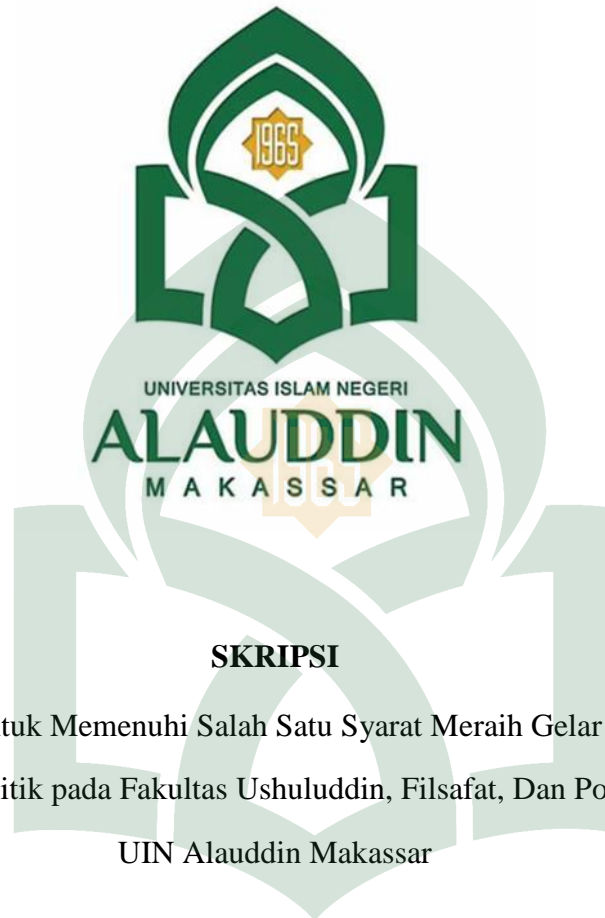 1965
UNIVERSITAS ISLAM NEGERI
ALAUDDIN
MAKASSAR
1965
SKRIPSI
tuk Memenuhi Salah Satu Syarat Meraih Gelar
itik pada Fakultas Ushuluddin, Filsafat, Dan Po
UIN Alauddin Makassar